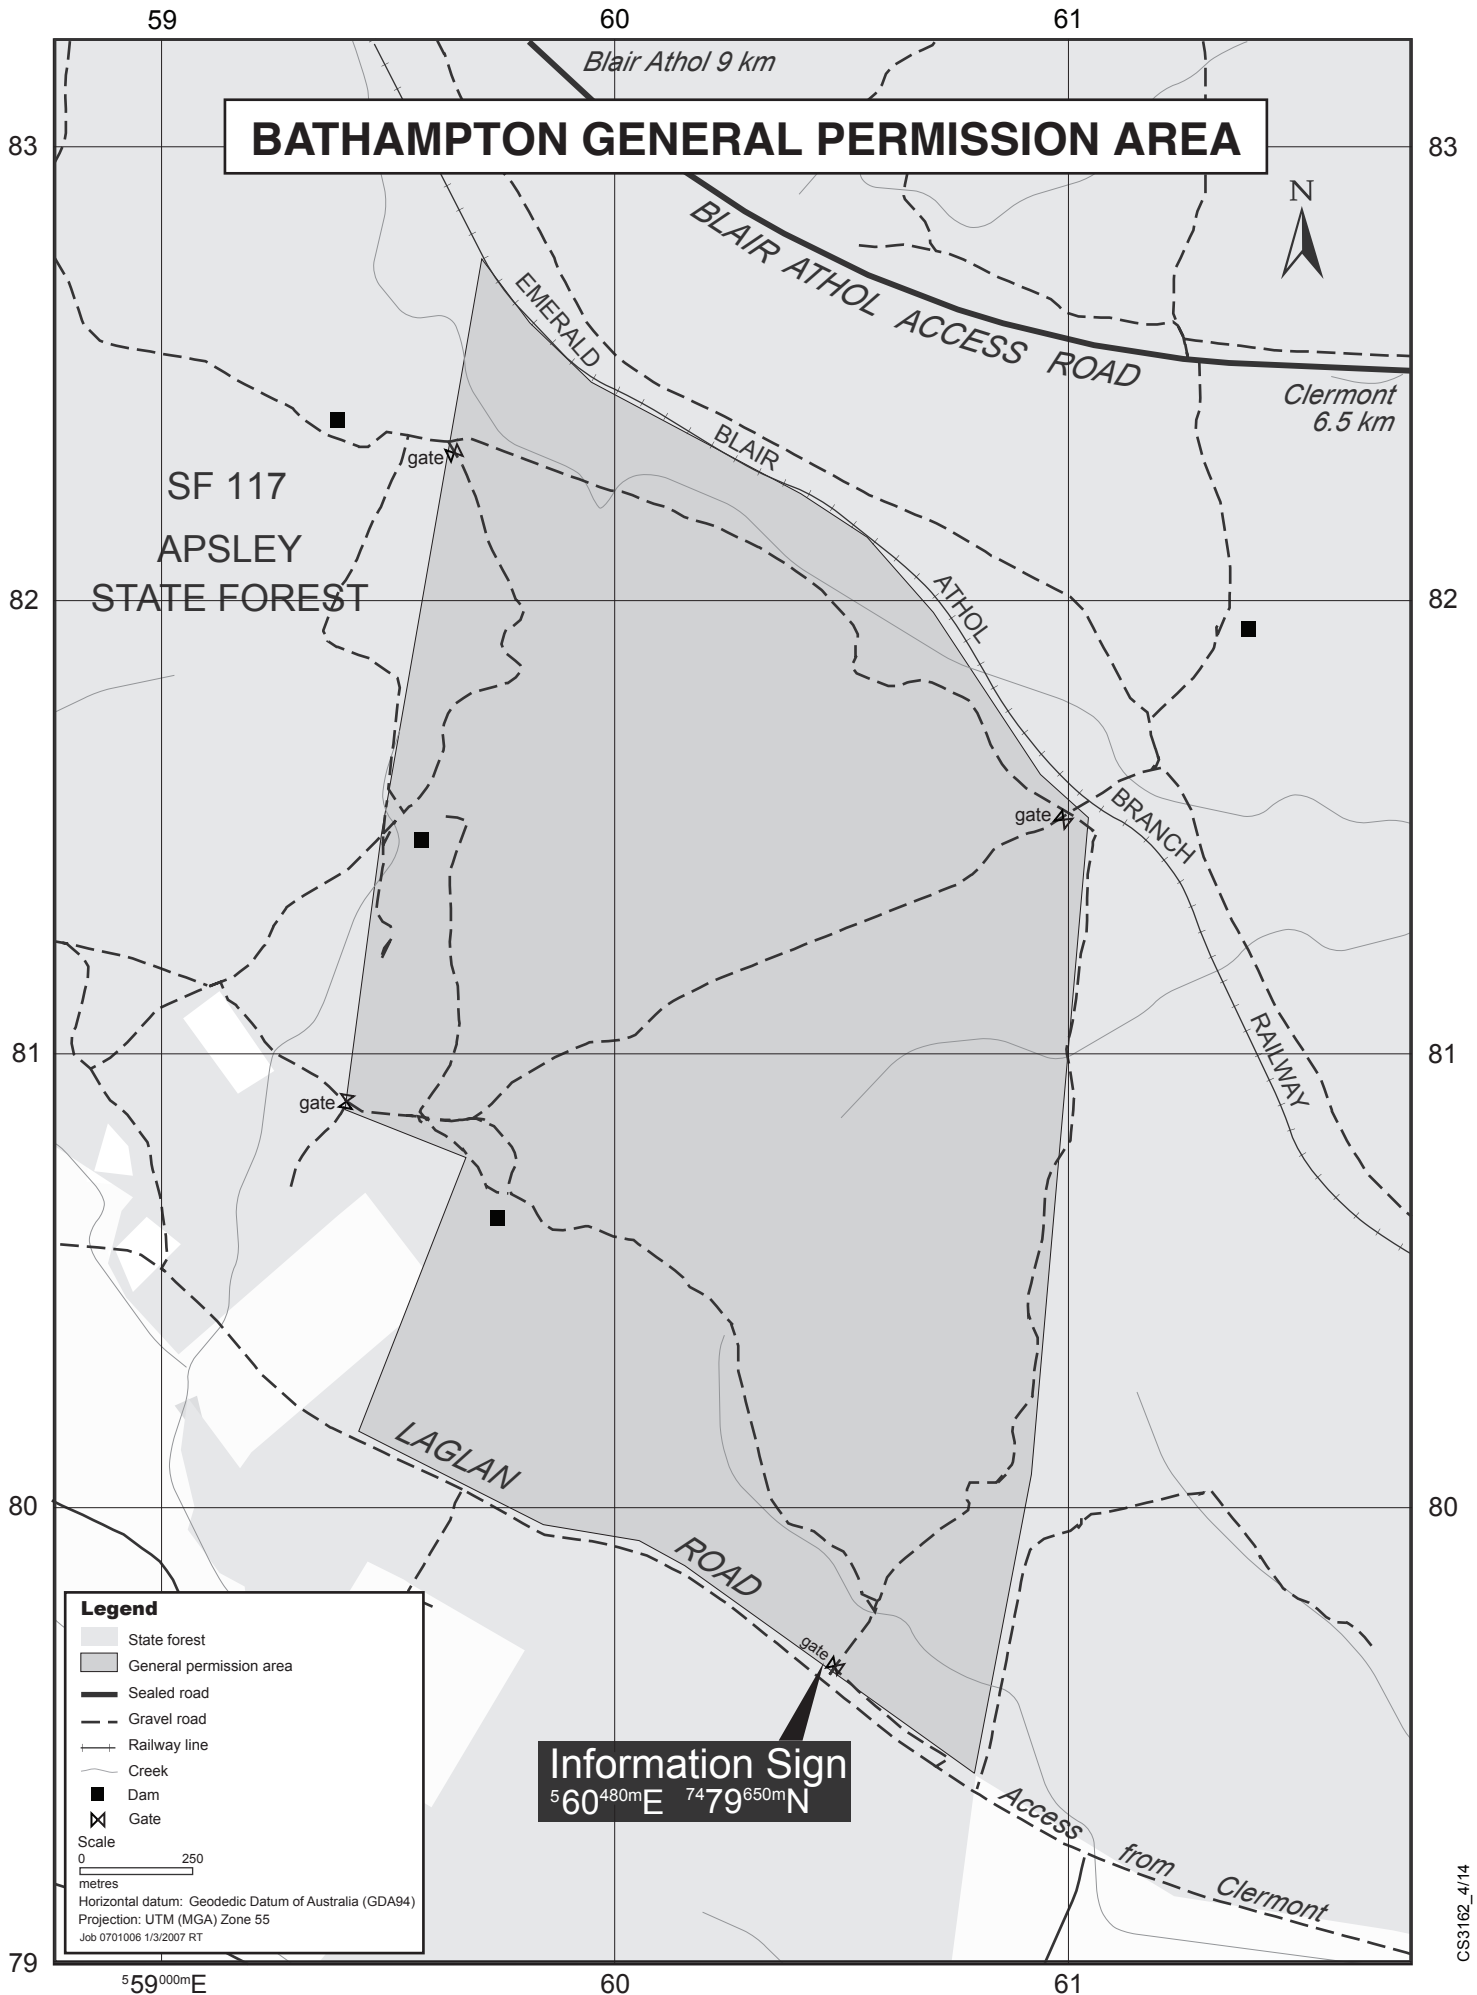 59 60 61
Blair Athol 9 km
83 BATHAMPTON GENERAL PERMISSION AREA 83
N
BLAIR ATHOL ACCESS ROAD
EMERALD
Clermont
6.5 km
BLAIR
gate
SF 117
APSLEY
STATE FOREST
ATHOL
82 82
BRANCH
gate
RAILWAY
81 81
gate
LAGLAN
80 80
ROAD
gate
Information Sign
560480mE 7479650mN
Access from Clermont
Legend
State forest
General permission area
Sealed road
Gravel road
Railway line
Creek
Dam
Gate
Scale
0 250
metres
Horizontal datum: Geodedic Datum of Australia (GDA94)
Projection: UTM (MGA) Zone 55
Job 0701006 1/3/2007 RT
CS3162_4/14
79
559000mE 60 61